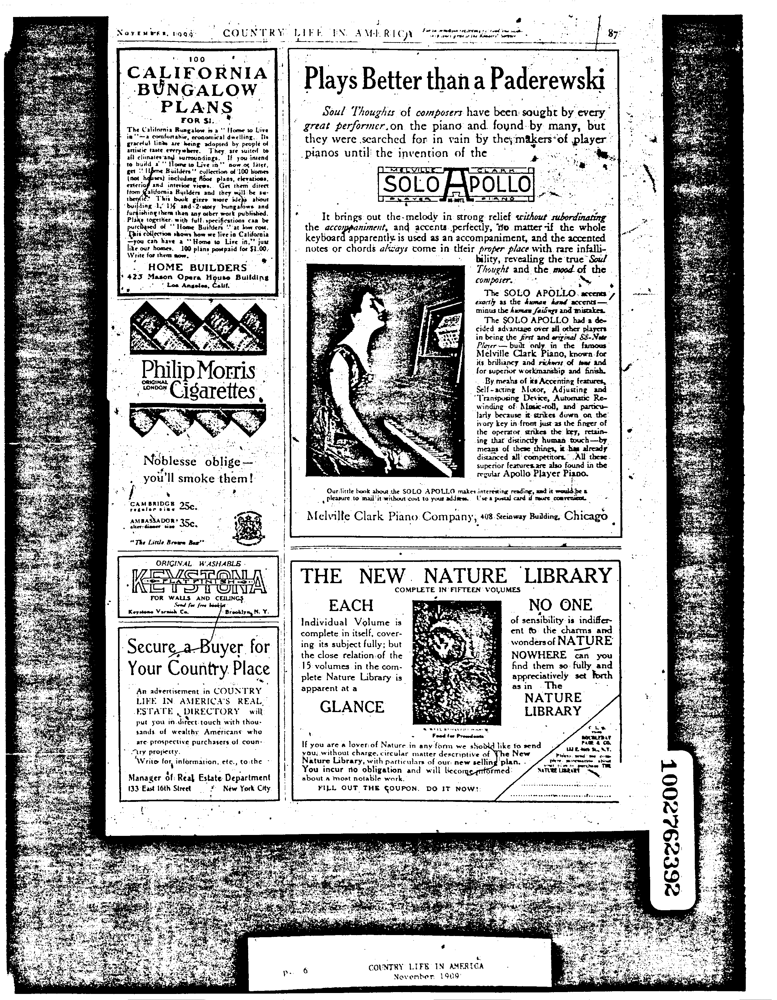 NOVEMBER, 1909
COUNTRY LIFE IN AMERICA
87
100
CALIFORNIA
BUNGALOW
PLANS
FOR $1.
The California Bungalow is a "Home to Live
in"—a comfortable, economical dwelling. Its
graceful lines are being adopted by people of
artistic taste everywhere. They are suited to
all climates and surroundings. If you intend
to build a "Home to Live in" now or later,
get "Home Builders" collection of 100 homes
(not houses) including floor plans, elevations,
exterior and interior views. Get them direct
from California Builders and they will be au-
thentic. This book gives more ideas about
building 1, 1½ and 2-story bungalows and
furnishing them than any other work published.
Plans together with full specifications can be
purchased of "Home Builders" at low cost.
This collection shows how we live in California
—you can have a "Home to Live in," just
like our homes. 100 plans postpaid for $1.00.
Write for them now.
HOME BUILDERS
423 Mason Opera House Building
Los Angeles, Calif.
Philip Morris
ORIGINAL
LONDON
Cigarettes
Noblesse oblige—
you'll smoke them!
CAMBRIDGE 25c.
regular size
AMBASSADOR 35c.
after-dinner size
"The Little Brown Box"
ORIGINAL WASHABLE
KEYSTONA
FLAT FINISH
FOR WALLS AND CEILINGS
Send for free booklet
Keystone Varnish Co. Brooklyn, N. Y.
Secure a Buyer for
Your Country Place
An advertisement in COUNTRY
LIFE IN AMERICA'S REAL
ESTATE DIRECTORY will
put you in direct touch with thou-
sands of wealthy Americans who
are prospective purchasers of coun-
try property.
Write for information, etc., to the
Manager of Real Estate Department
133 East 16th Street New York City
Plays Better than a Paderewski
Soul Thoughts of composers have been sought by every
great performer on the piano and found by many, but
they were searched for in vain by the makers of player
pianos until the invention of the
MELVILLE CLARK
SOLO APOLLO
PLAYER PIANO
It brings out the melody in strong relief without subordinating
the accompaniment, and accents perfectly, no matter if the whole
keyboard apparently is used as an accompaniment, and the accented
notes or chords always come in their proper place with rare infalli-
bility, revealing the true Soul
Thought and the mood of the
composer.
The SOLO APOLLO accents
exactly as the human hand accents—
minus the human failings and mistakes.
The SOLO APOLLO had a de-
cided advantage over all other players
in being the first and original 88-Note
Player—built only in the famous
Melville Clark Piano, known for
its brilliancy and richness of tone and
for superior workmanship and finish.
By means of its Accenting features,
Self-acting Motor, Adjusting and
Transposing Device, Automatic Re-
winding of Music-roll, and particu-
larly because it strikes down on the
ivory key in front just as the finger of
the operator strikes the key, retain-
ing that distinctly human touch—by
means of these things, it has already
distanced all competitors. All these
superior features are also found in the
regular Apollo Player Piano.
Our little book about the SOLO APOLLO makes interesting reading, and it would be a
pleasure to mail it without cost to your address. Use a postal card if more convenient.
Melville Clark Piano Company, 408 Steinway Building, Chicago
THE NEW NATURE LIBRARY
COMPLETE IN FIFTEEN VOLUMES
EACH
Individual Volume is
complete in itself, cover-
ing its subject fully; but
the close relation of the
15 volumes in the com-
plete Nature Library is
apparent at a
GLANCE
NO ONE
of sensibility is indiffer-
ent to the charms and
wonders of NATURE
NOWHERE can you
find them so fully and
appreciatively set forth
as in The
NATURE
LIBRARY
If you are a lover of Nature in any form we should like to send
you, without charge, circular matter descriptive of The New
Nature Library, with particulars of our new selling plan.
You incur no obligation and will become informed
about a most notable work.
FILL OUT THE COUPON. DO IT NOW!
DOUBLEDAY
PAGE & CO.
NATURE LIBRARY
1002762392
p. 6
COUNTRY LIFE IN AMERICA
November 1909